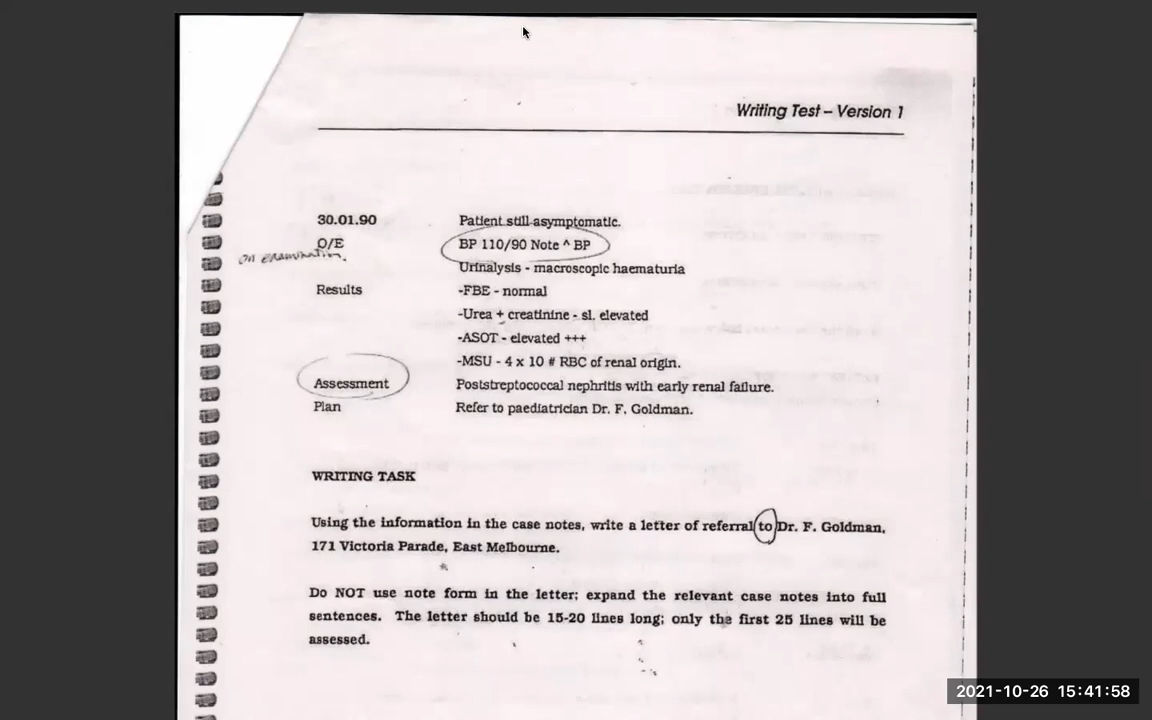 Writing Test – Version 1
30.01.90 Patient still asymptomatic.
O/E BP 110/90 Note ^ BP
on examination.
Urinalysis - macroscopic haematuria
Results -FBE - normal
-Urea + creatinine - sl. elevated
-ASOT - elevated +++
-MSU - 4 x 10 # RBC of renal origin.
Assessment Poststreptococcal nephritis with early renal failure.
Plan Refer to paediatrician Dr. F. Goldman.
WRITING TASK
Using the information in the case notes, write a letter of referral to Dr. F. Goldman,
171 Victoria Parade, East Melbourne.
Do NOT use note form in the letter; expand the relevant case notes into full
sentences. The letter should be 15-20 lines long; only the first 25 lines will be
assessed.
2021-10-26 15:41:58